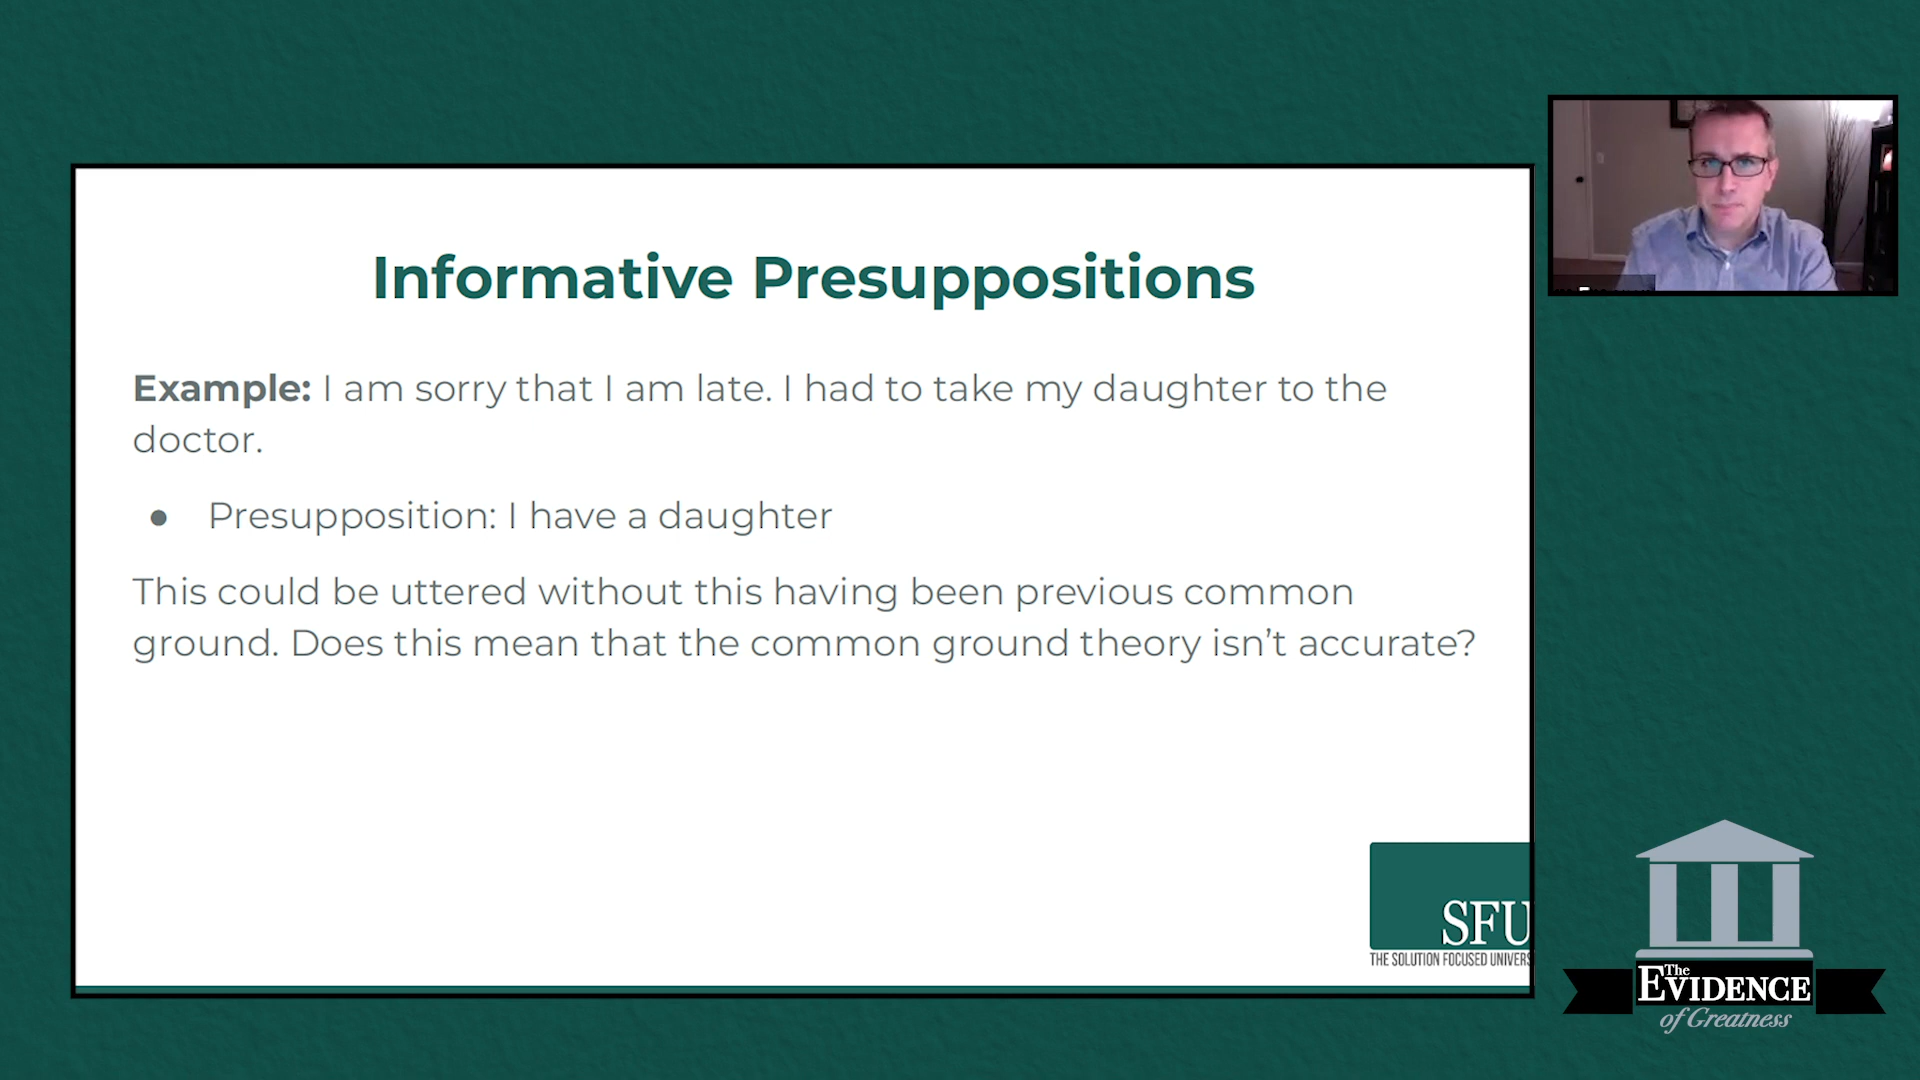 Informative Presuppositions
Example: I am sorry that I am late. I had to take my daughter to the
doctor.
● Presupposition: I have a daughter
This could be uttered without this having been previous common
ground. Does this mean that the common ground theory isn't accurate?
SFU
THE SOLUTION FOCUSED UNIVERS
The
EVIDENCE
of Greatness